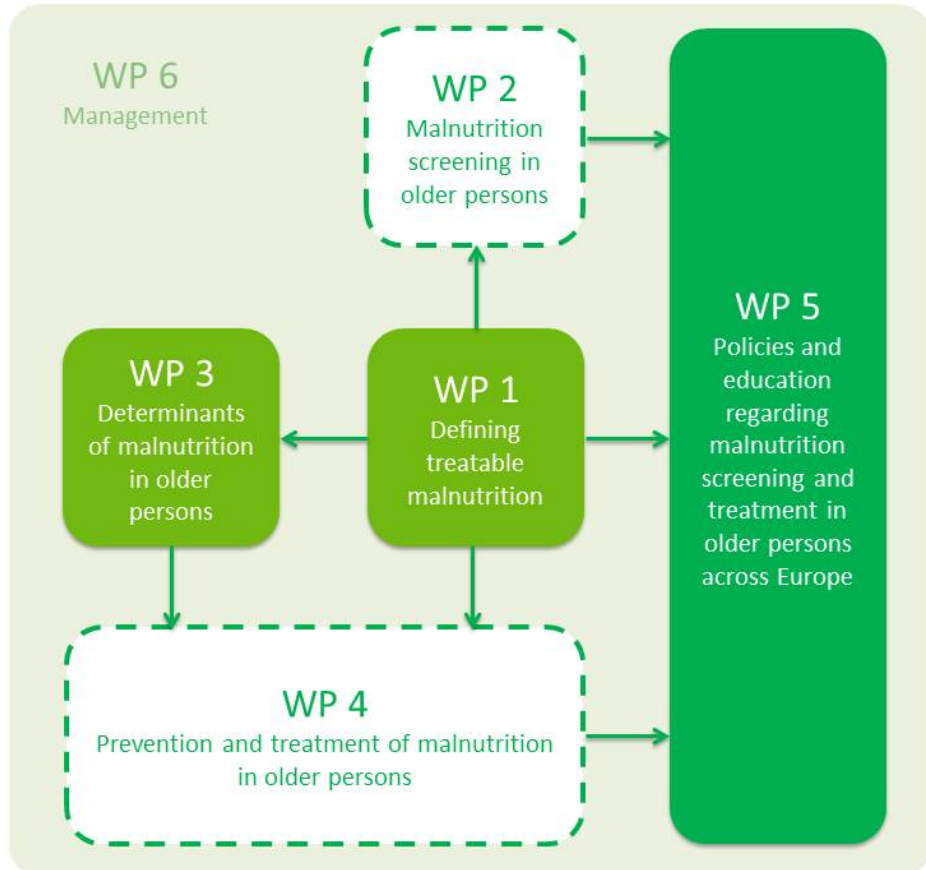 WP 6
Management
WP 2
Malnutrition
screening in
older persons
WP 3
Determinants
of malnutrition
in older
persons
WP 1
Defining
treatable
malnutrition
WP 5
Policies and
education
regarding
malnutrition
screening and
treatment in
older persons
across Europe
WP 4
Prevention and treatment of malnutrition
in older persons